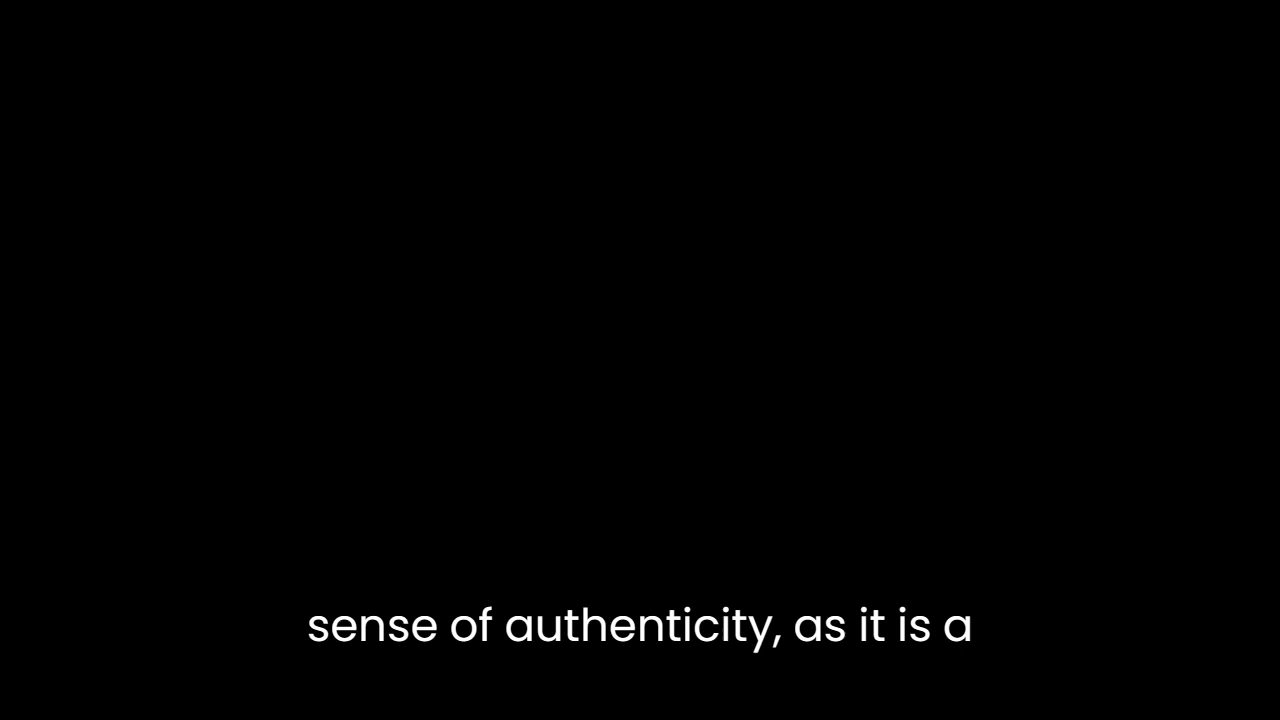 sense of authenticity, as it is a